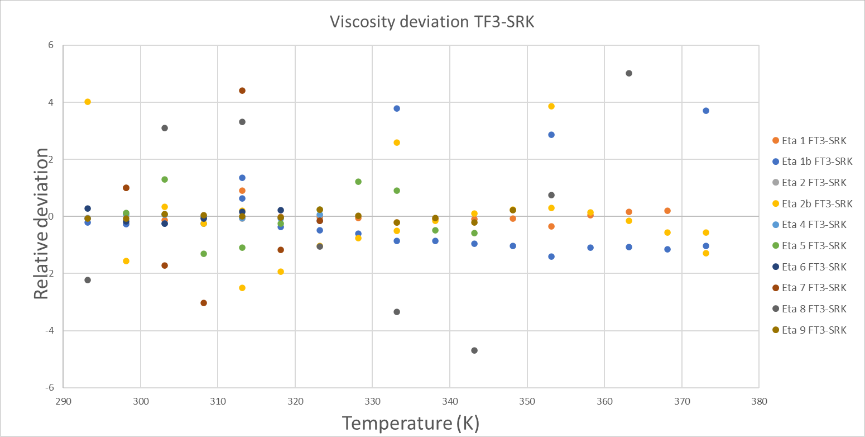 Viscosity deviation TF3-SRK
6
4
2
0
-2
-4
-6
Relative deviation
290 300 310 320 330 340 350 360 370 380
Temperature (K)
Eta 1 FT3-SRK
Eta 1b FT3-SRK
Eta 2 FT3-SRK
Eta 2b FT3-SRK
Eta 4 FT3-SRK
Eta 5 FT3-SRK
Eta 6 FT3-SRK
Eta 7 FT3-SRK
Eta 8 FT3-SRK
Eta 9 FT3-SRK